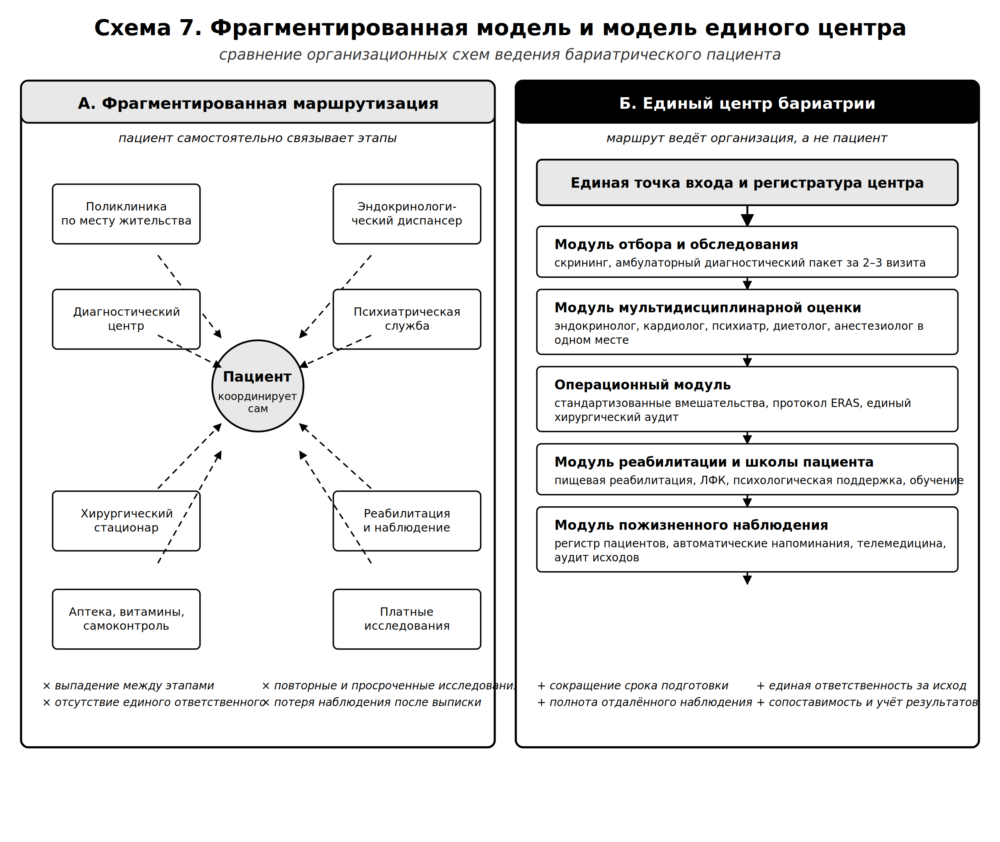 Схема 7. Фрагментированная модель и модель единого центра
сравнение организационных схем ведения бариатрического пациента
А. Фрагментированная маршрутизация
пациент самостоятельно связывает этапы
Поликлиника
по месту жительства
Эндокринологи-
ческий диспансер
Диагностический
центр
Психиатрическая
служба
Пациент
координирует
сам
Хирургический
стационар
Реабилитация
и наблюдение
Аптека, витамины,
самоконтроль
Платные
исследования
× выпадение между этапами
× повторные и просроченные исследования
× отсутствие единого ответственного
× потеря наблюдения после выписки
Б. Единый центр бариатрии
маршрут ведёт организация, а не пациент
Единая точка входа и регистратура центра
Модуль отбора и обследования
скрининг, амбулаторный диагностический пакет за 2–3 визита
Модуль мультидисциплинарной оценки
эндокринолог, кардиолог, психиатр, диетолог, анестезиолог в
одном месте
Операционный модуль
стандартизованные вмешательства, протокол ERAS, единый
хирургический аудит
Модуль реабилитации и школы пациента
пищевая реабилитация, ЛФК, психологическая поддержка, обучение
Модуль пожизненного наблюдения
регистр пациентов, автоматические напоминания, телемедицина,
аудит исходов
+ сокращение срока подготовки
+ единая ответственность за исход
+ полнота отдалённого наблюдения
+ сопоставимость и учёт результатов